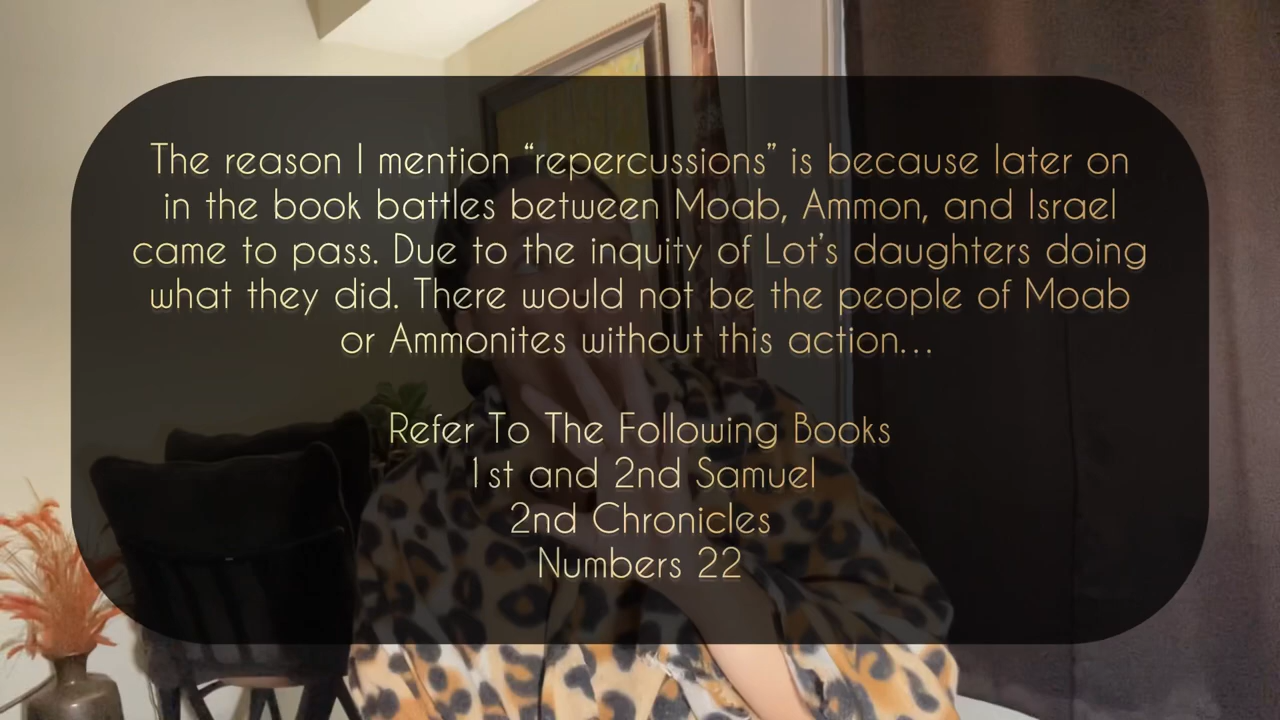 The reason I mention “repercussions” is because later on
in the book battles between Moab, Ammon, and Israel
came to pass. Due to the inquity of Lot’s daughters doing
what they did. There would not be the people of Moab
or Ammonites without this action...
Refer To The Following Books
1st and 2nd Samuel
2nd Chronicles
Numbers 22